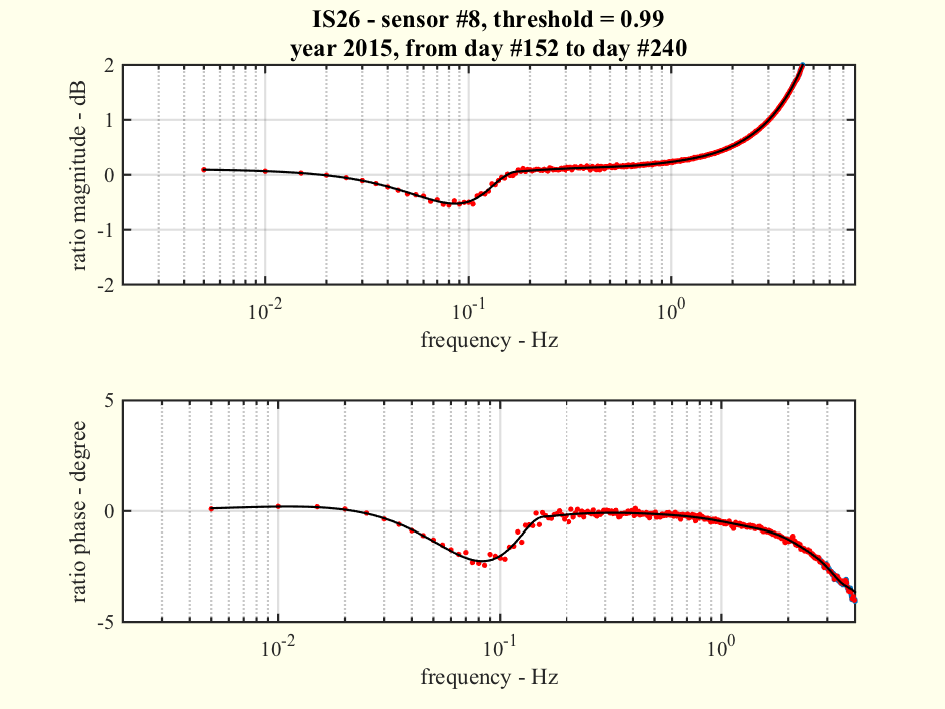 IS26 - sensor #8, threshold = 0.99
year 2015, from day #152 to day #240
ratio magnitude - dB
2
1
0
-1
-2
10^-2
10^-1
10^0
frequency - Hz
ratio phase - degree
5
0
-5
10^-2
10^-1
10^0
frequency - Hz